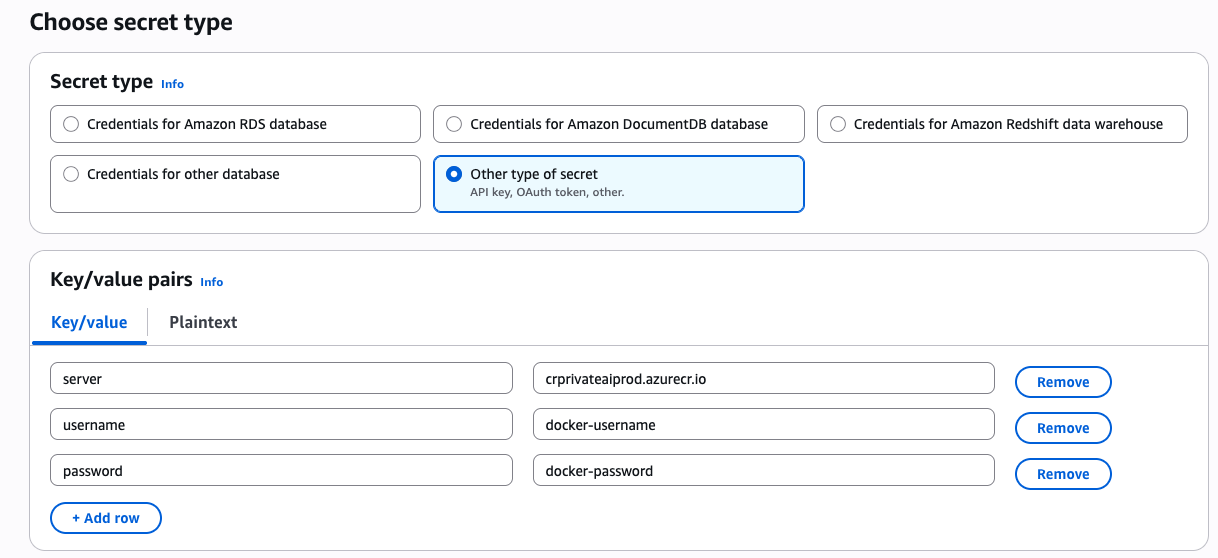 Choose secret type
Secret type Info
Credentials for Amazon RDS database
Credentials for Amazon DocumentDB database
Credentials for Amazon Redshift data warehouse
Credentials for other database
Other type of secret
API key, OAuth token, other.
Key/value pairs Info
Key/value Plaintext
server crprivateaiprod.azurecr.io Remove
username docker-username Remove
password docker-password Remove
+ Add row